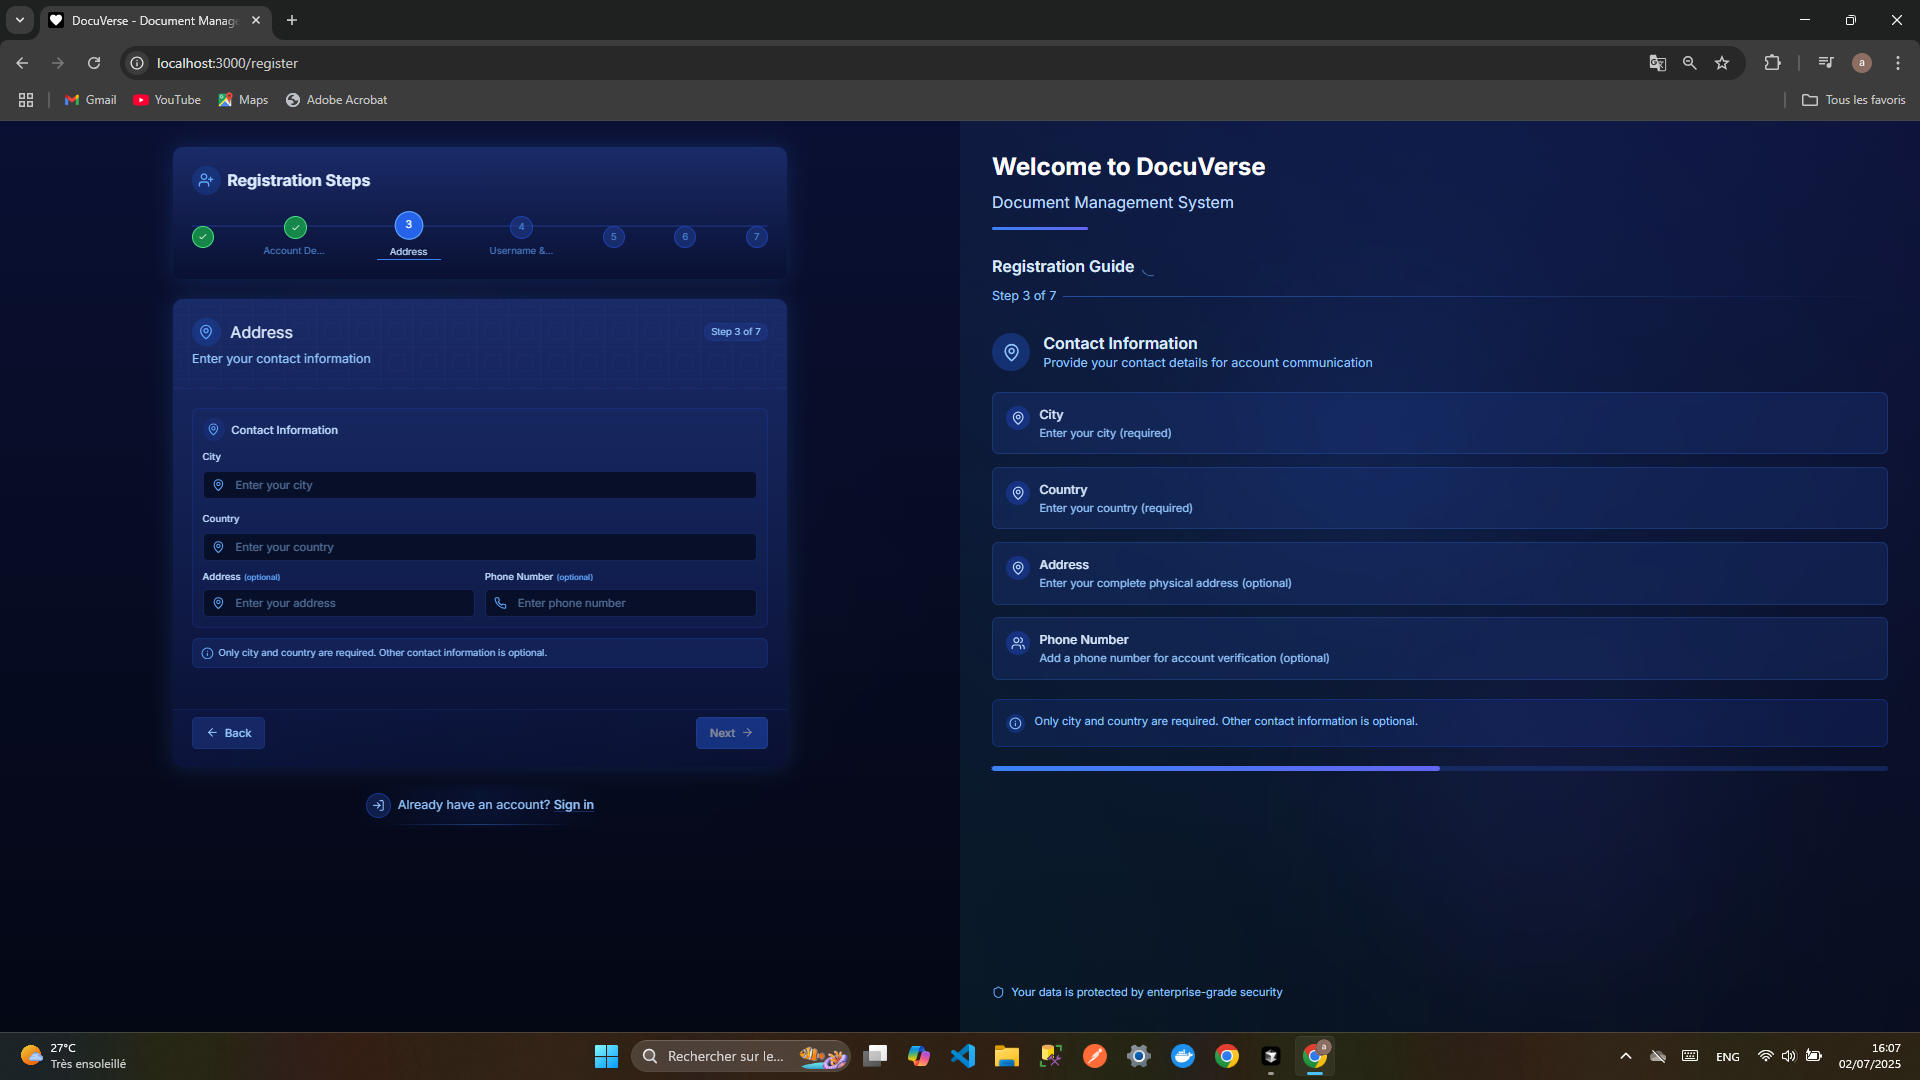 DocuVerse - Document Manage
localhost:3000/register
Gmail
YouTube
Maps
Adobe Acrobat
Tous les favoris
a
Registration Steps
3
4
5
6
7
Account De...
Address
Username &...
Address
Step 3 of 7
Enter your contact information
Contact Information
City
Enter your city
Country
Enter your country
Address (optional)
Phone Number (optional)
Enter your address
Enter phone number
Only city and country are required. Other contact information is optional.
Back
Next
Already have an account? Sign in
Welcome to DocuVerse
Document Management System
Registration Guide
Step 3 of 7
Contact Information
Provide your contact details for account communication
City
Enter your city (required)
Country
Enter your country (required)
Address
Enter your complete physical address (optional)
Phone Number
Add a phone number for account verification (optional)
Only city and country are required. Other contact information is optional.
Your data is protected by enterprise-grade security
27°C
Très ensoleillé
Rechercher sur le...
a
ENG
16:07
02/07/2025